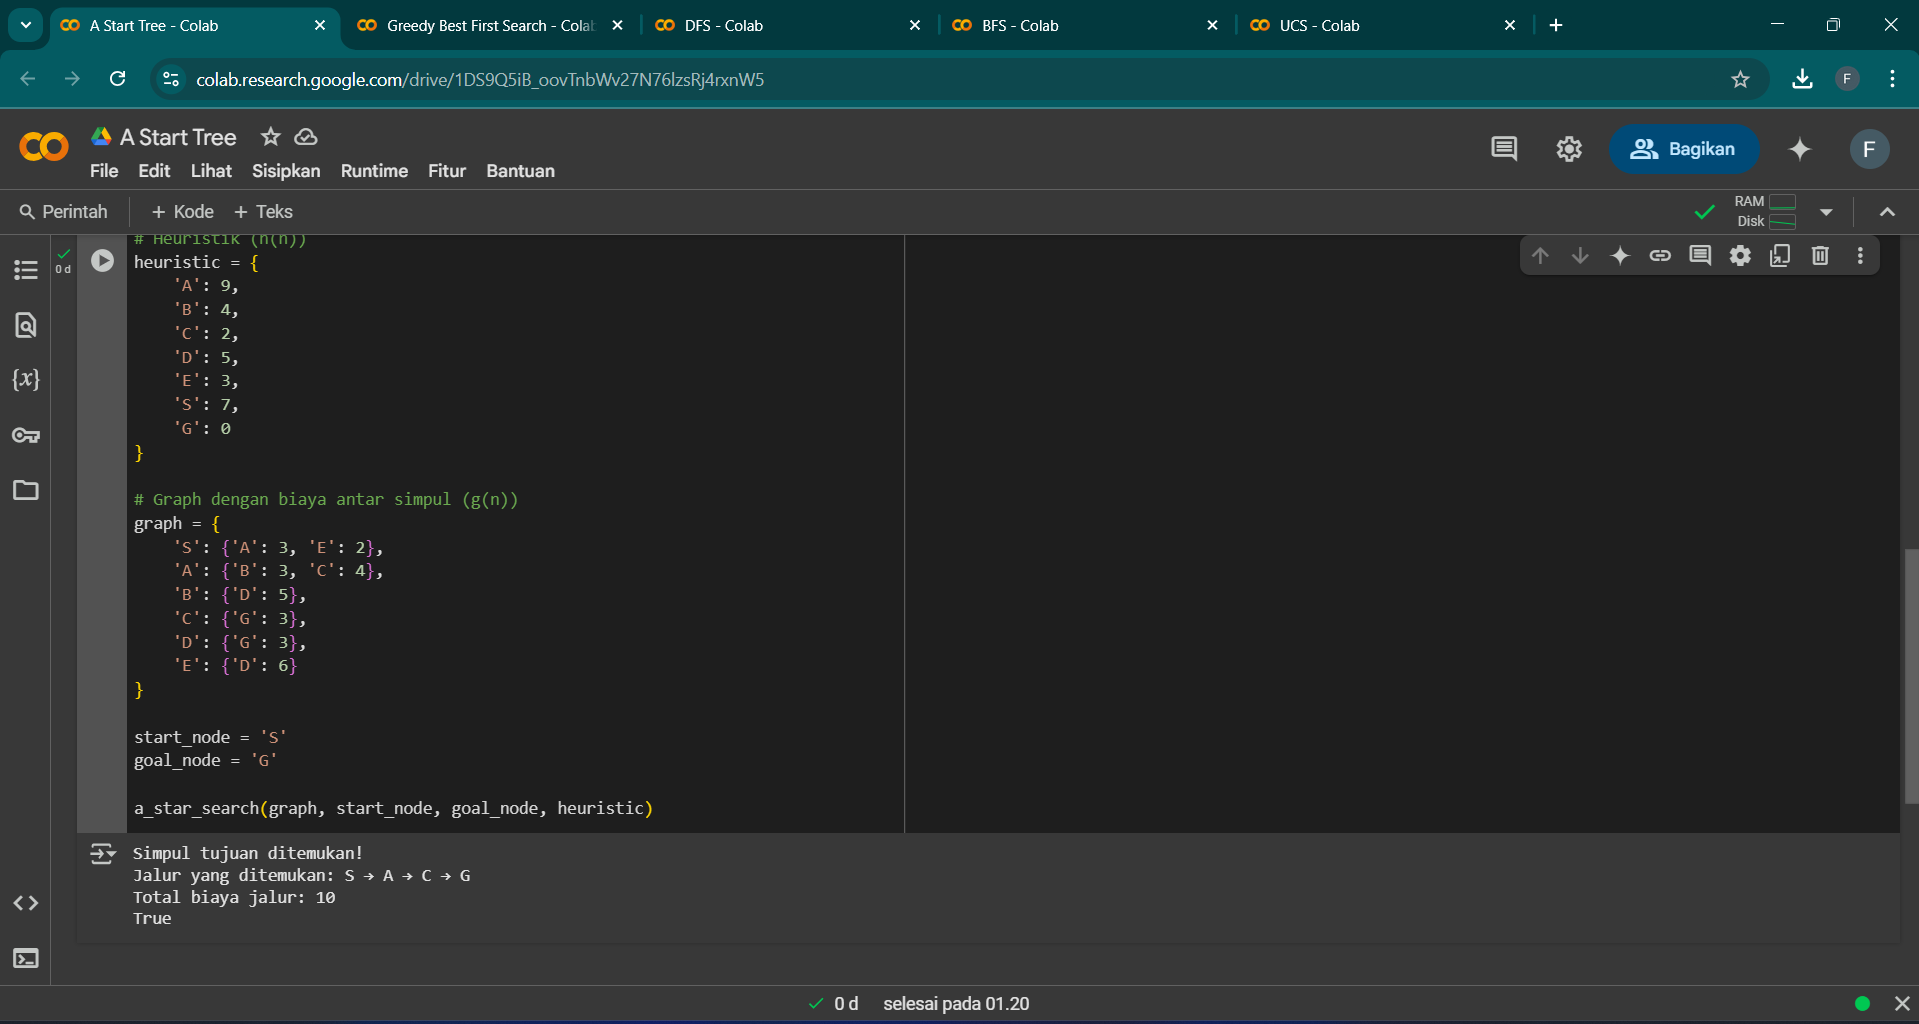 A Start Tree - Colab
Greedy Best First Search - Colab
DFS - Colab
BFS - Colab
UCS - Colab
colab.research.google.com/drive/1DS9Q5iB_oovTnbWv27N76lzsRj4rxnW5
F
A Start Tree
File Edit Lihat Sisipkan Runtime Fitur Bantuan
Bagikan
F
Perintah + Kode + Teks
RAM
Disk
0 d
# Heuristik (h(n))
heuristic = {
    'A': 9,
    'B': 4,
    'C': 2,
    'D': 5,
    'E': 3,
    'S': 7,
    'G': 0
}
# Graph dengan biaya antar simpul (g(n))
graph = {
    'S': {'A': 3, 'E': 2},
    'A': {'B': 3, 'C': 4},
    'B': {'D': 5},
    'C': {'G': 3},
    'D': {'G': 3},
    'E': {'D': 6}
}
start_node = 'S'
goal_node = 'G'
a_star_search(graph, start_node, goal_node, heuristic)
Simpul tujuan ditemukan!
Jalur yang ditemukan: S → A → C → G
Total biaya jalur: 10
True
0 d selesai pada 01.20